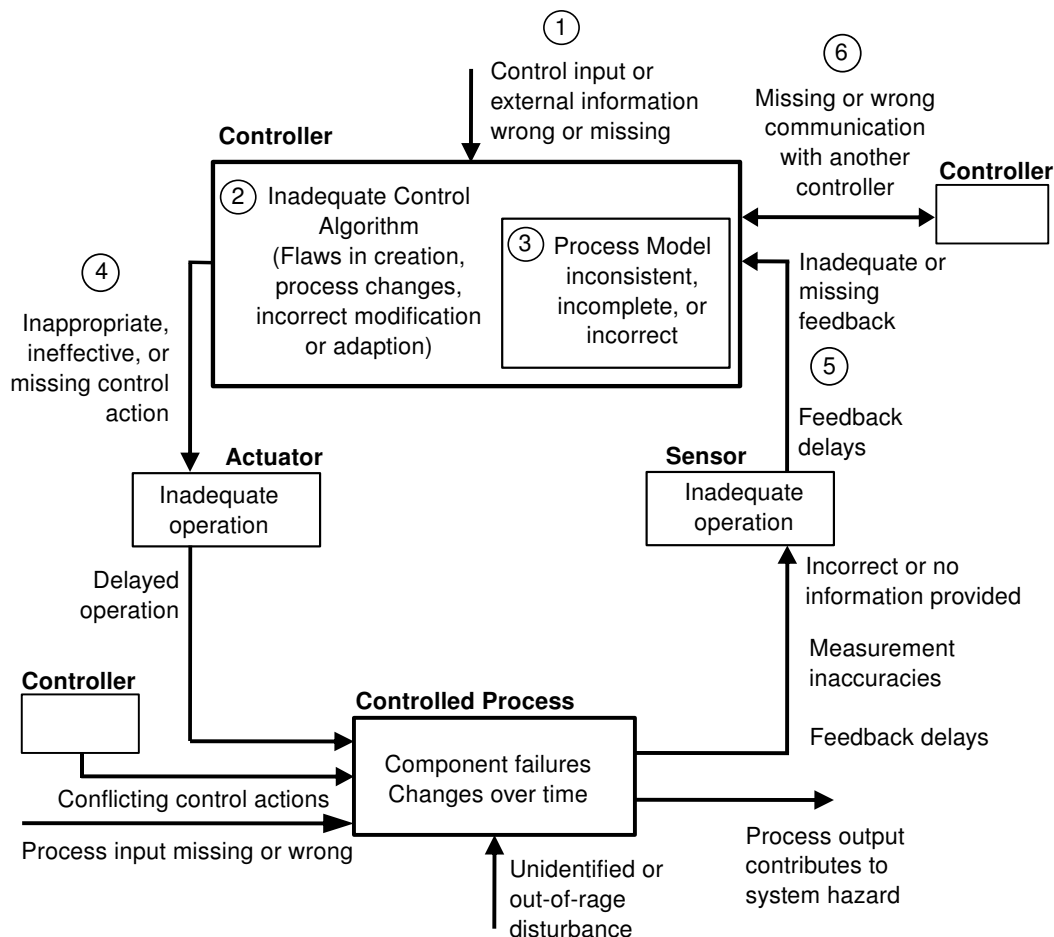 1
Control input or
external information
wrong or missing
6
Missing or wrong
communication
with another
controller
Controller
Controller
2
Inadequate Control
Algorithm
(Flaws in creation,
process changes,
incorrect modification
or adaption)
3
Process Model
inconsistent,
incomplete, or
incorrect
4
Inappropriate,
ineffective, or
missing control
action
Inadequate or
missing
feedback
5
Feedback
delays
Actuator
Inadequate
operation
Sensor
Inadequate
operation
Delayed
operation
Incorrect or no
information provided
Measurement
inaccuracies
Feedback delays
Controller
Conflicting control actions
Process input missing or wrong
Controlled Process
Component failures
Changes over time
Unidentified or
out-of-rage
disturbance
Process output
contributes to
system hazard